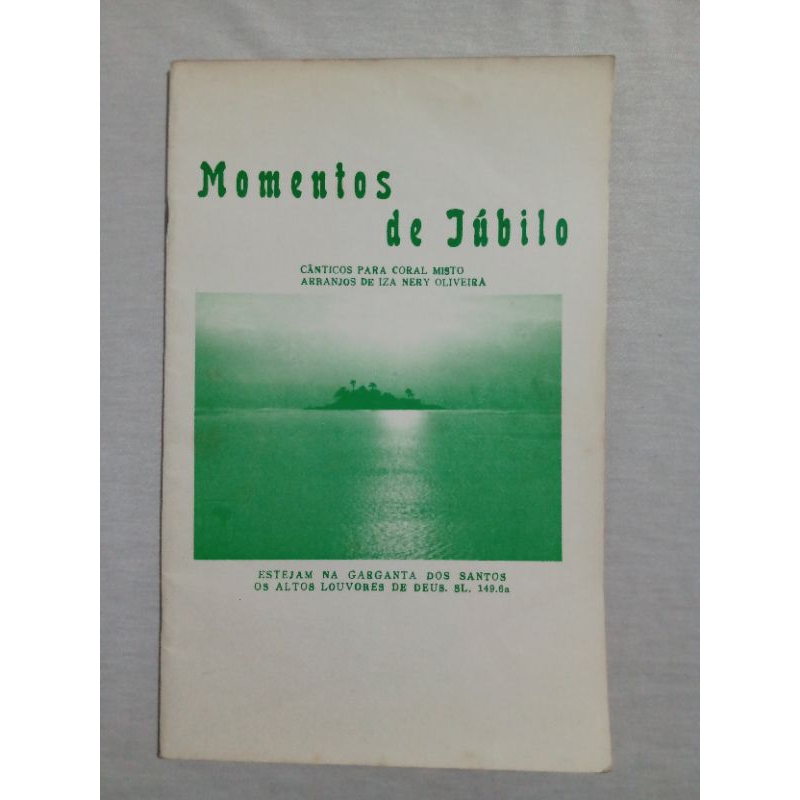 Momentos
de Júbilo
CÂNTICOS PARA CORAL MISTO
ARRANJOS DE IZA NERY OLIVEIRA
ESTEJAM NA GARGANTA DOS SANTOS
OS ALTOS LOUVORES DE DEUS. SL. 149.6a